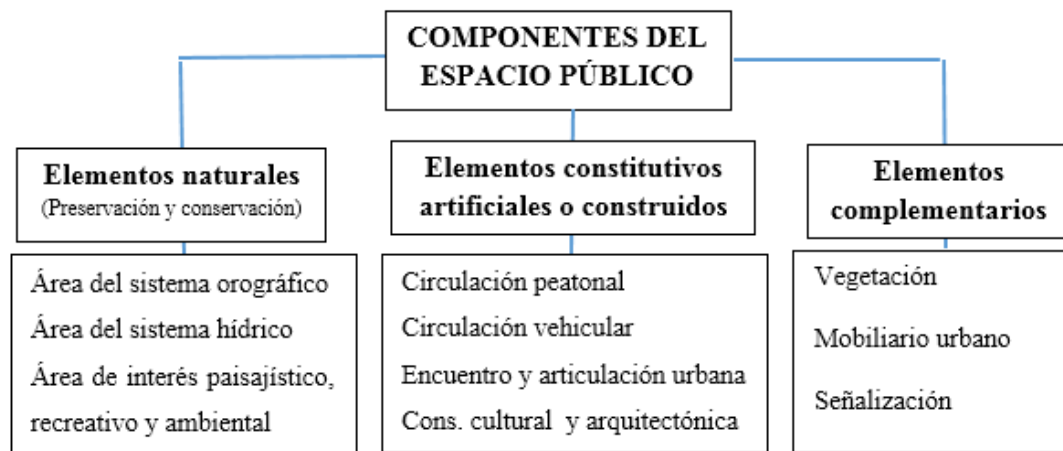 COMPONENTES DEL
ESPACIO PÚBLICO
Elementos naturales
(Preservación y conservación)
Área del sistema orográfico
Área del sistema hídrico
Área de interés paisajístico,
recreativo y ambiental
Elementos constitutivos
artificiales o construidos
Circulación peatonal
Circulación vehicular
Encuentro y articulación urbana
Cons. cultural y arquitectónica
Elementos
complementarios
Vegetación
Mobiliario urbano
Señalización